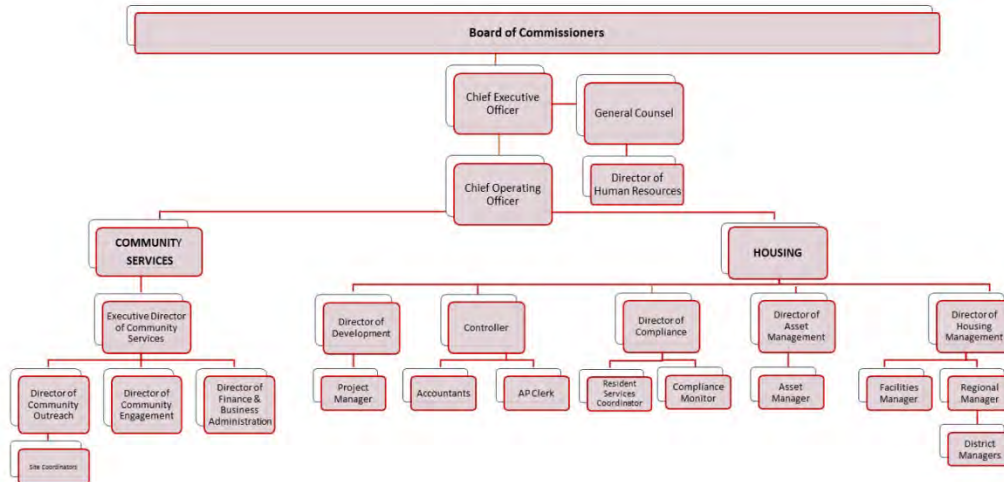 Board of Commissioners
Chief Executive
Officer
General Counsel
Director of
Human Resources
Chief Operating
Officer
COMMUNITY
SERVICES
HOUSING
Executive Director
of Community
Services
Director of
Development
Controller
Director of
Compliance
Director of
Asset
Management
Director of
Housing
Management
Director of
Community
Outreach
Director of
Community
Engagement
Director of
Finance &
Business
Administration
Project
Manager
Accountants
AP Clerk
Resident
Services
Coordinator
Compliance
Monitor
Asset
Manager
Facilities
Manager
Regional
Manager
Site Coordinators
District
Managers